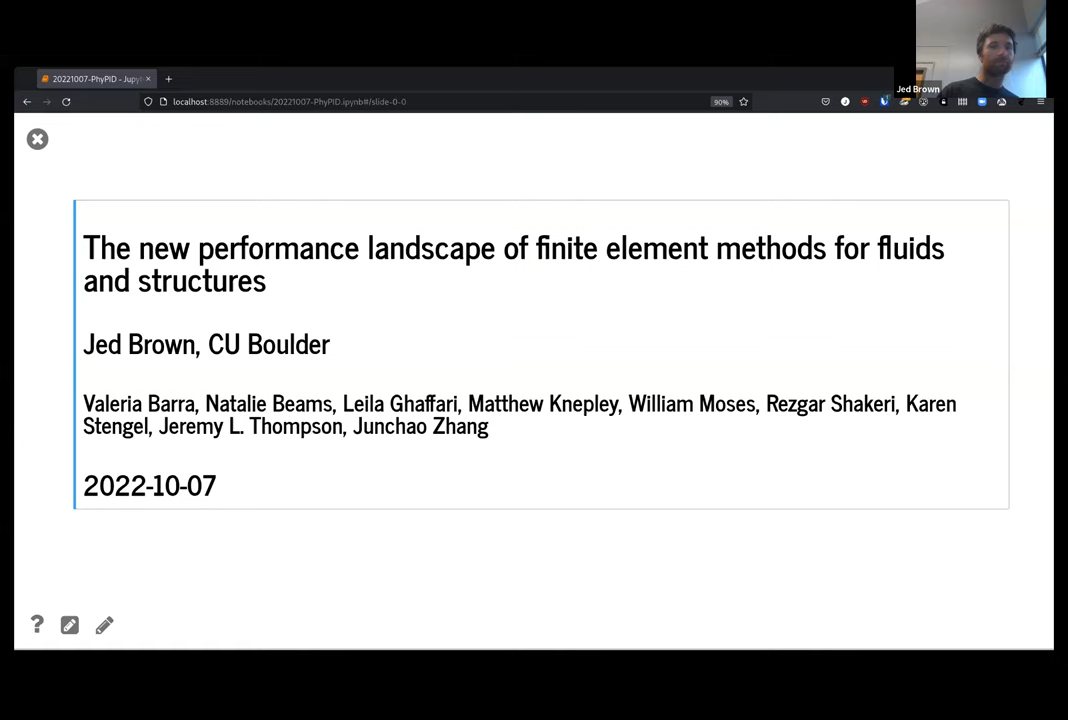 20221007-PhyPID - Jupy
localhost:8889/notebooks/20221007-PhyPID.ipynb#/slide-0-0
90%
Jed Brown
The new performance landscape of finite element methods for fluids
and structures
Jed Brown, CU Boulder
Valeria Barra, Natalie Beams, Leila Ghaffari, Matthew Knepley, William Moses, Rezgar Shakeri, Karen
Stengel, Jeremy L. Thompson, Junchao Zhang
2022-10-07
?